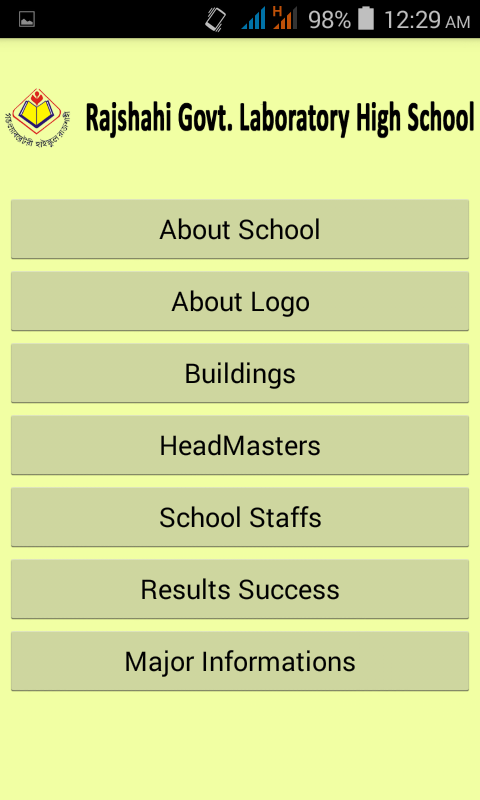 H 98% 12:29 AM
Rajshahi Govt. Laboratory High School
About School
About Logo
Buildings
HeadMasters
School Staffs
Results Success
Major Informations